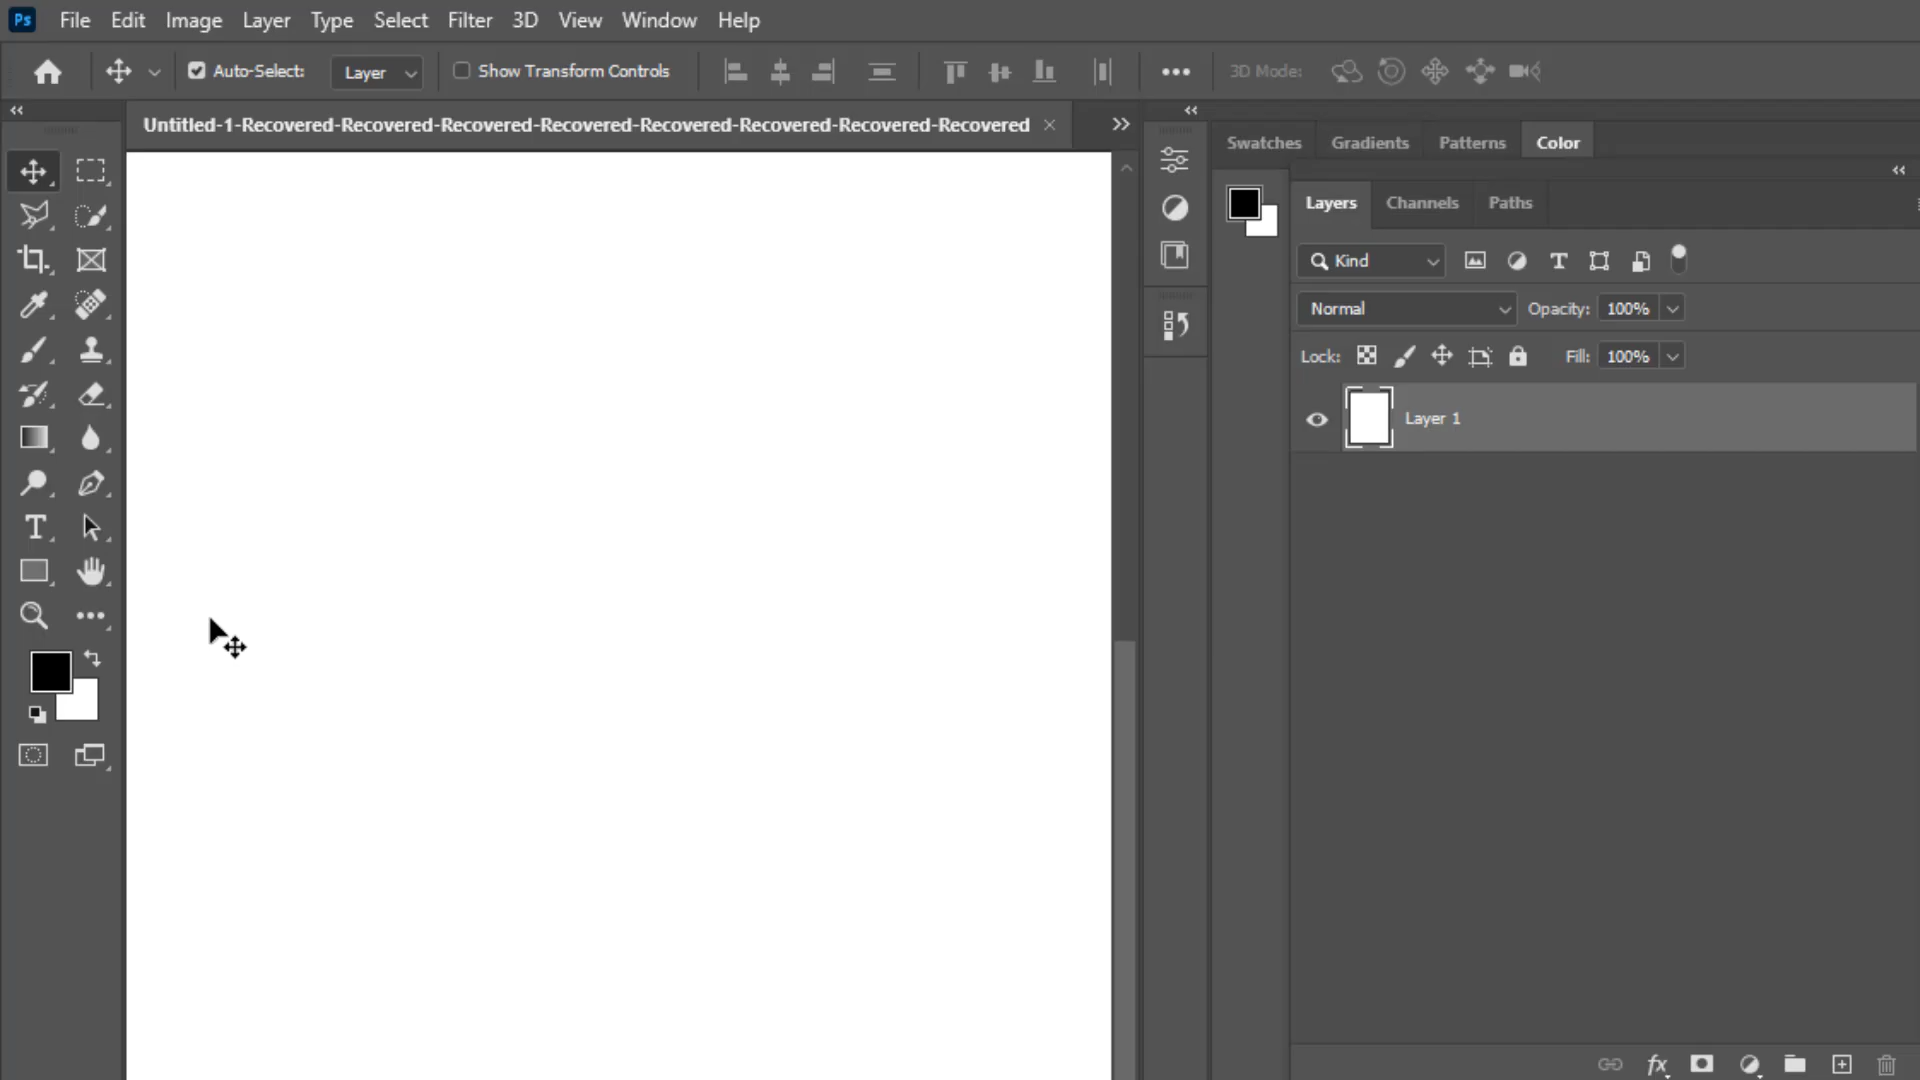 Ps File Edit Image Layer Type Select Filter 3D View Window Help
Auto-Select: Layer Show Transform Controls 3D Mode:
Untitled-1-Recovered-Recovered-Recovered-Recovered-Recovered-Recovered-Recovered-Recovered
Swatches Gradients Patterns Color
Layers Channels Paths
Kind
Normal Opacity: 100%
Lock: Fill: 100%
Layer 1
fx